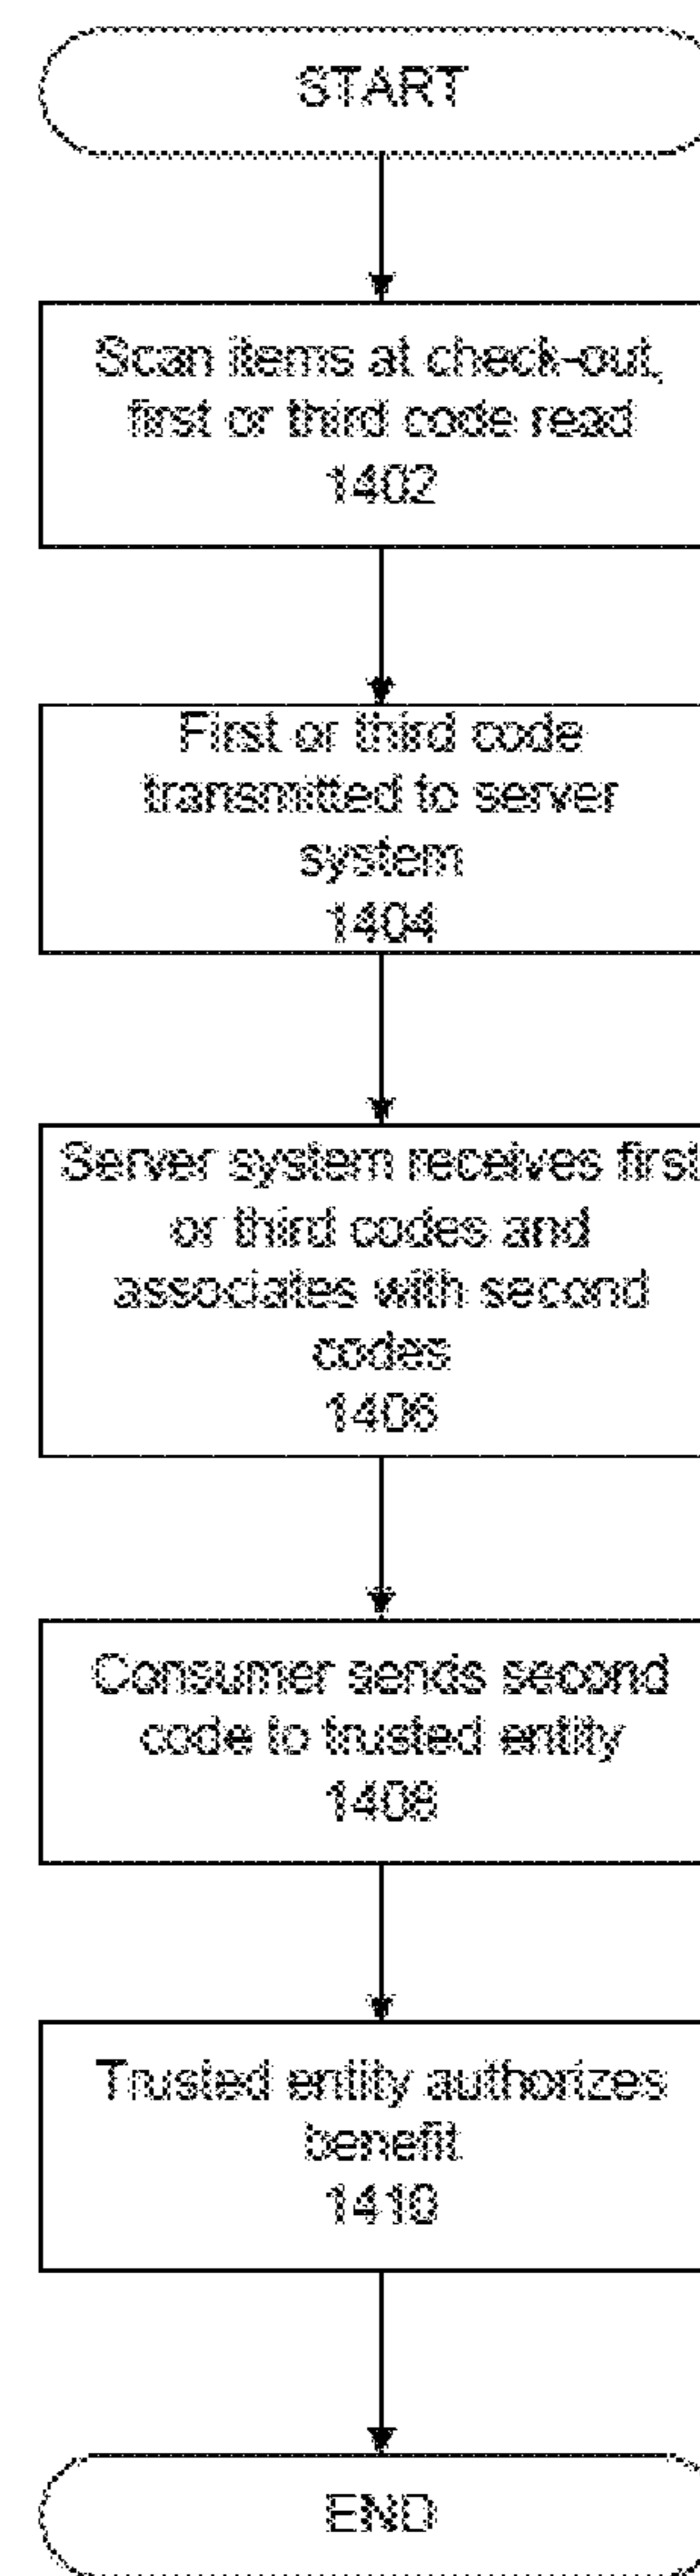 START
Scan items at check-out,
first or third code read
1402
First or third code
transmitted to server
system
1404
Server system receives first
or third codes and
associates with second
codes
1406
Consumer sends second
code to trusted entity
1408
Trusted entity authorizes
benefit
1410
END